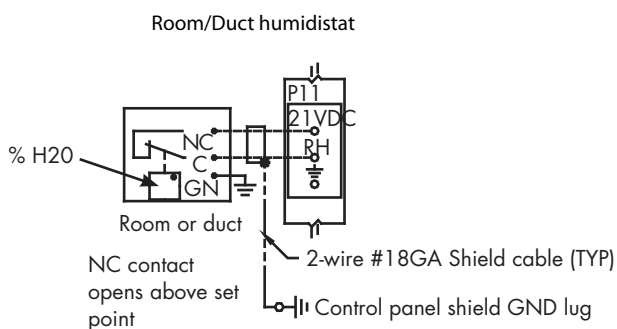 Room/Duct humidistat
P11
21VDC
NC
RH
% H20
C
GN
Room or duct
2-wire #18GA Shield cable (TYP)
NC contact
opens above set
point
Control panel shield GND lug